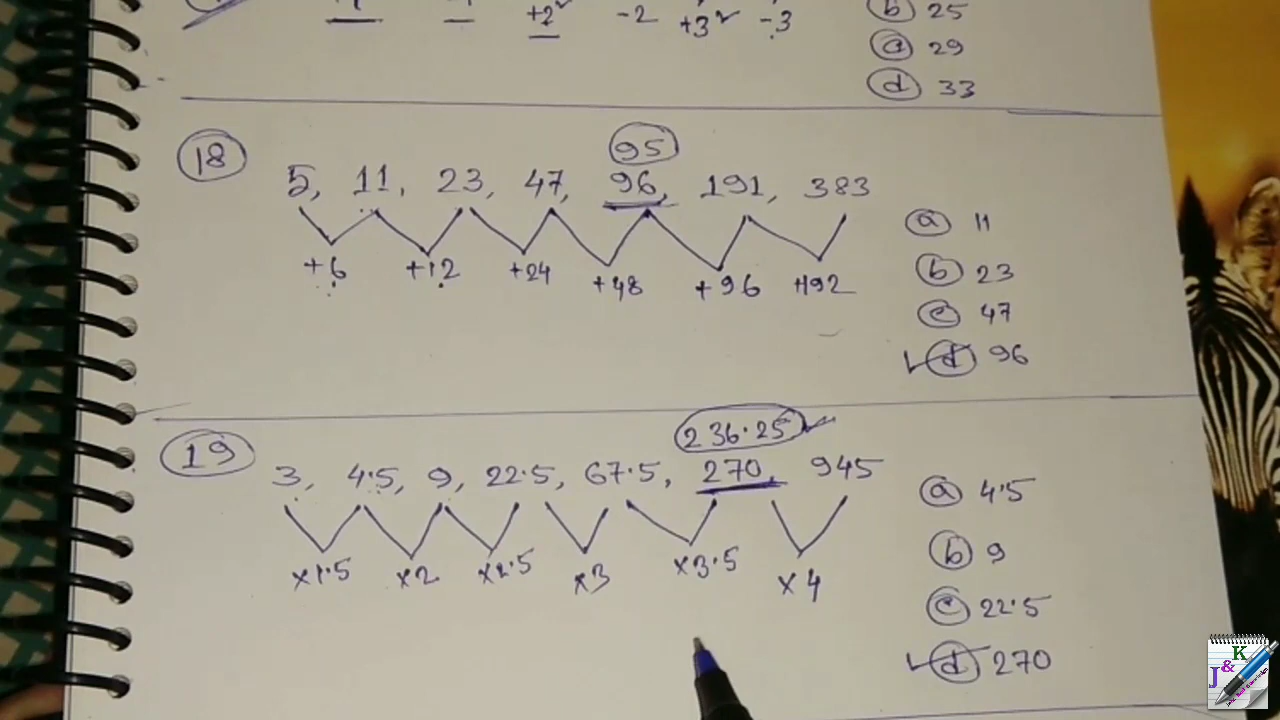 +2 -2 +3 -3
b 25
c 29
d 33
18
95
5, 11, 23, 47, 96, 191, 383
+6 +12 +24 +48 +96 +192
a 11
b 23
c 47
d 96
19
236.25
3, 4.5, 9, 22.5, 67.5, 270, 945
×1.5 ×2 ×2.5 ×3 ×3.5 ×4
a 4.5
b 9
c 22.5
d 270
J&K